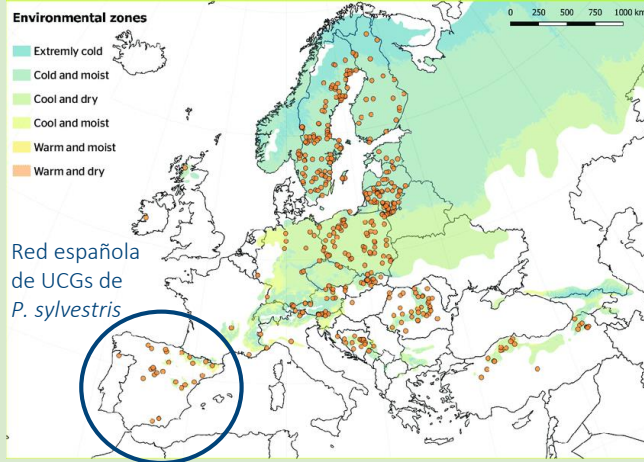 Environmental zones
Extremly cold
Cold and moist
Cool and dry
Cool and moist
Warm and moist
Warm and dry
0 250 500 750 1000 km
Red española
de UCGs de
P. sylvestris